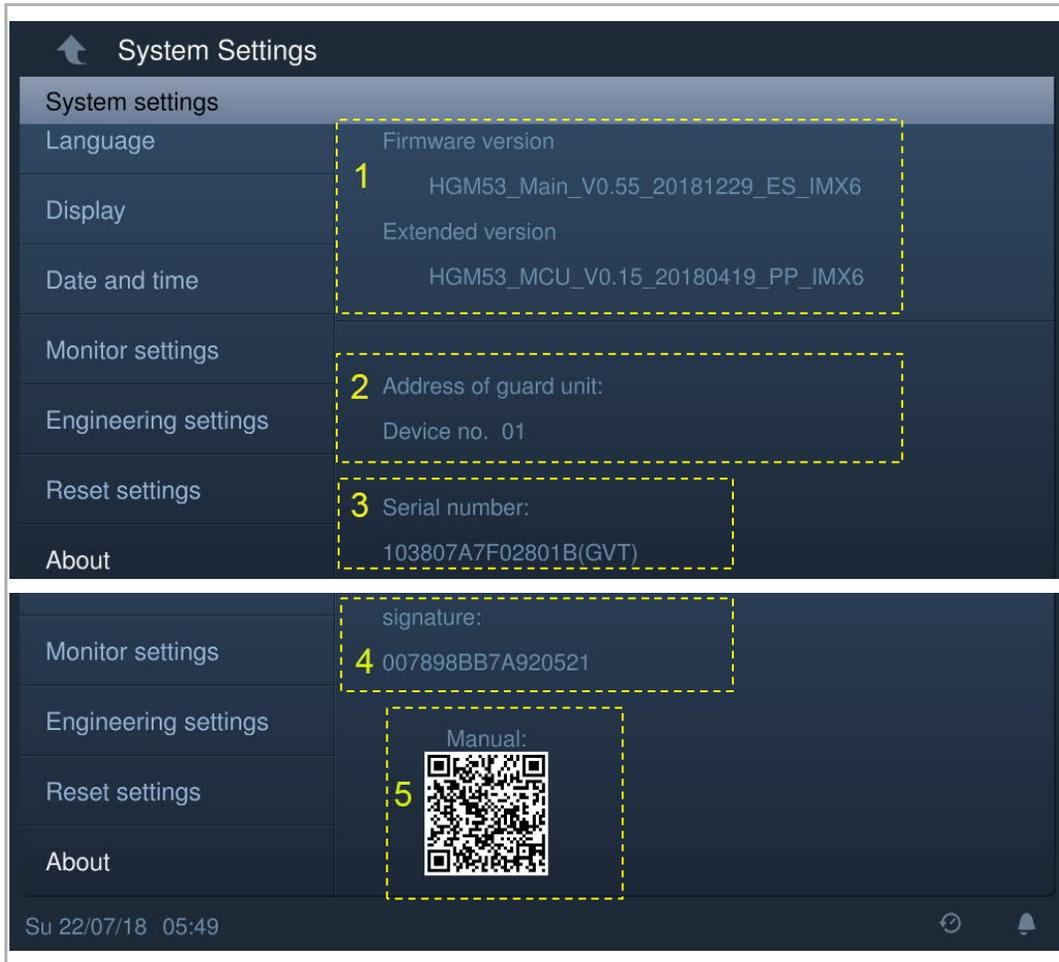 System Settings
System settings
Language
Display
Date and time
Monitor settings
Engineering settings
Reset settings
About
1
Firmware version
HGM53_Main_V0.55_20181229_ES_IMX6
Extended version
HGM53_MCU_V0.15_20180419_PP_IMX6
2
Address of guard unit:
Device no. 01
3
Serial number:
103807A7F02801B(GVT)
Monitor settings
Engineering settings
Reset settings
About
signature:
4
007898BB7A920521
Manual:
5
Su 22/07/18 05:49